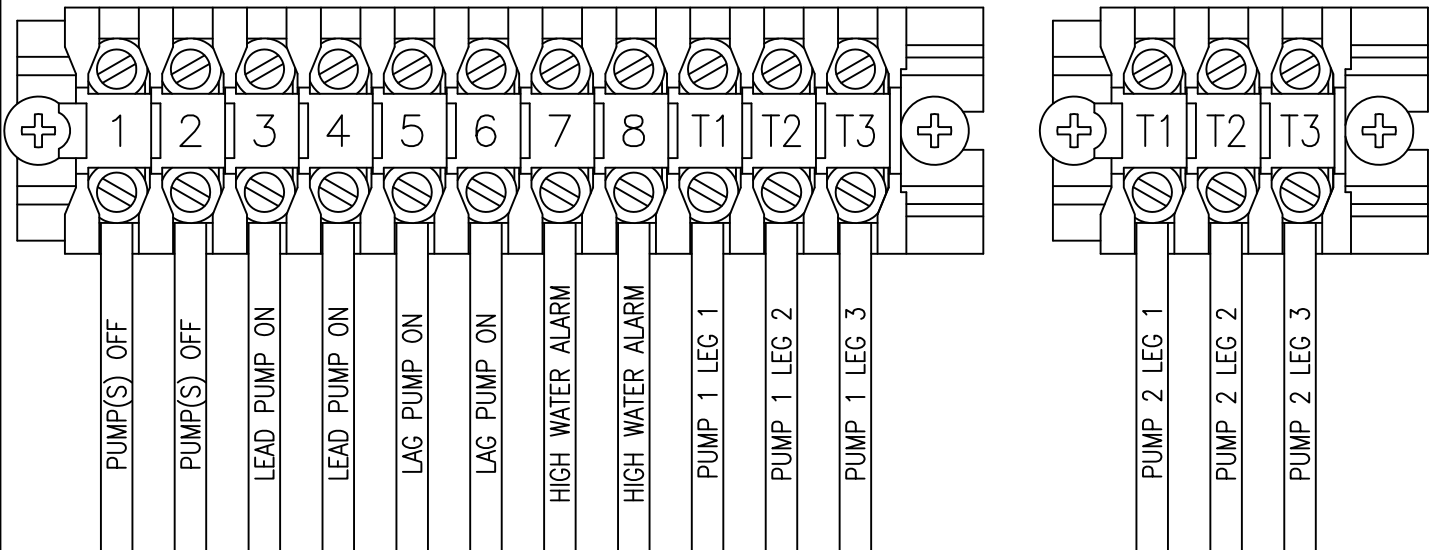 1 2 3 4 5 6 7 8 T1 T2 T3
T1 T2 T3
PUMP(S) OFF
PUMP(S) OFF
LEAD PUMP ON
LEAD PUMP ON
LAG PUMP ON
LAG PUMP ON
HIGH WATER ALARM
HIGH WATER ALARM
PUMP 1 LEG 1
PUMP 1 LEG 2
PUMP 1 LEG 3
PUMP 2 LEG 1
PUMP 2 LEG 2
PUMP 2 LEG 3